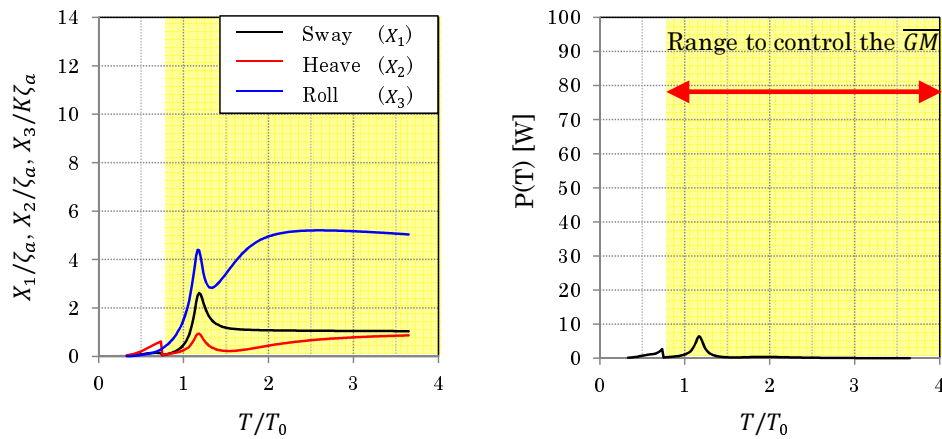 14
12
10
8
6
4
2
0
X₁/ζₐ, X₂/ζₐ, X₃/Kζₐ
Sway (X₁)
Heave (X₂)
Roll (X₃)
0 1 2 3 4
T/T₀
100
90
80
70
60
50
40
30
20
10
0
P(T) [W]
Range to control the G̅M̅
0 1 2 3 4
T/T₀